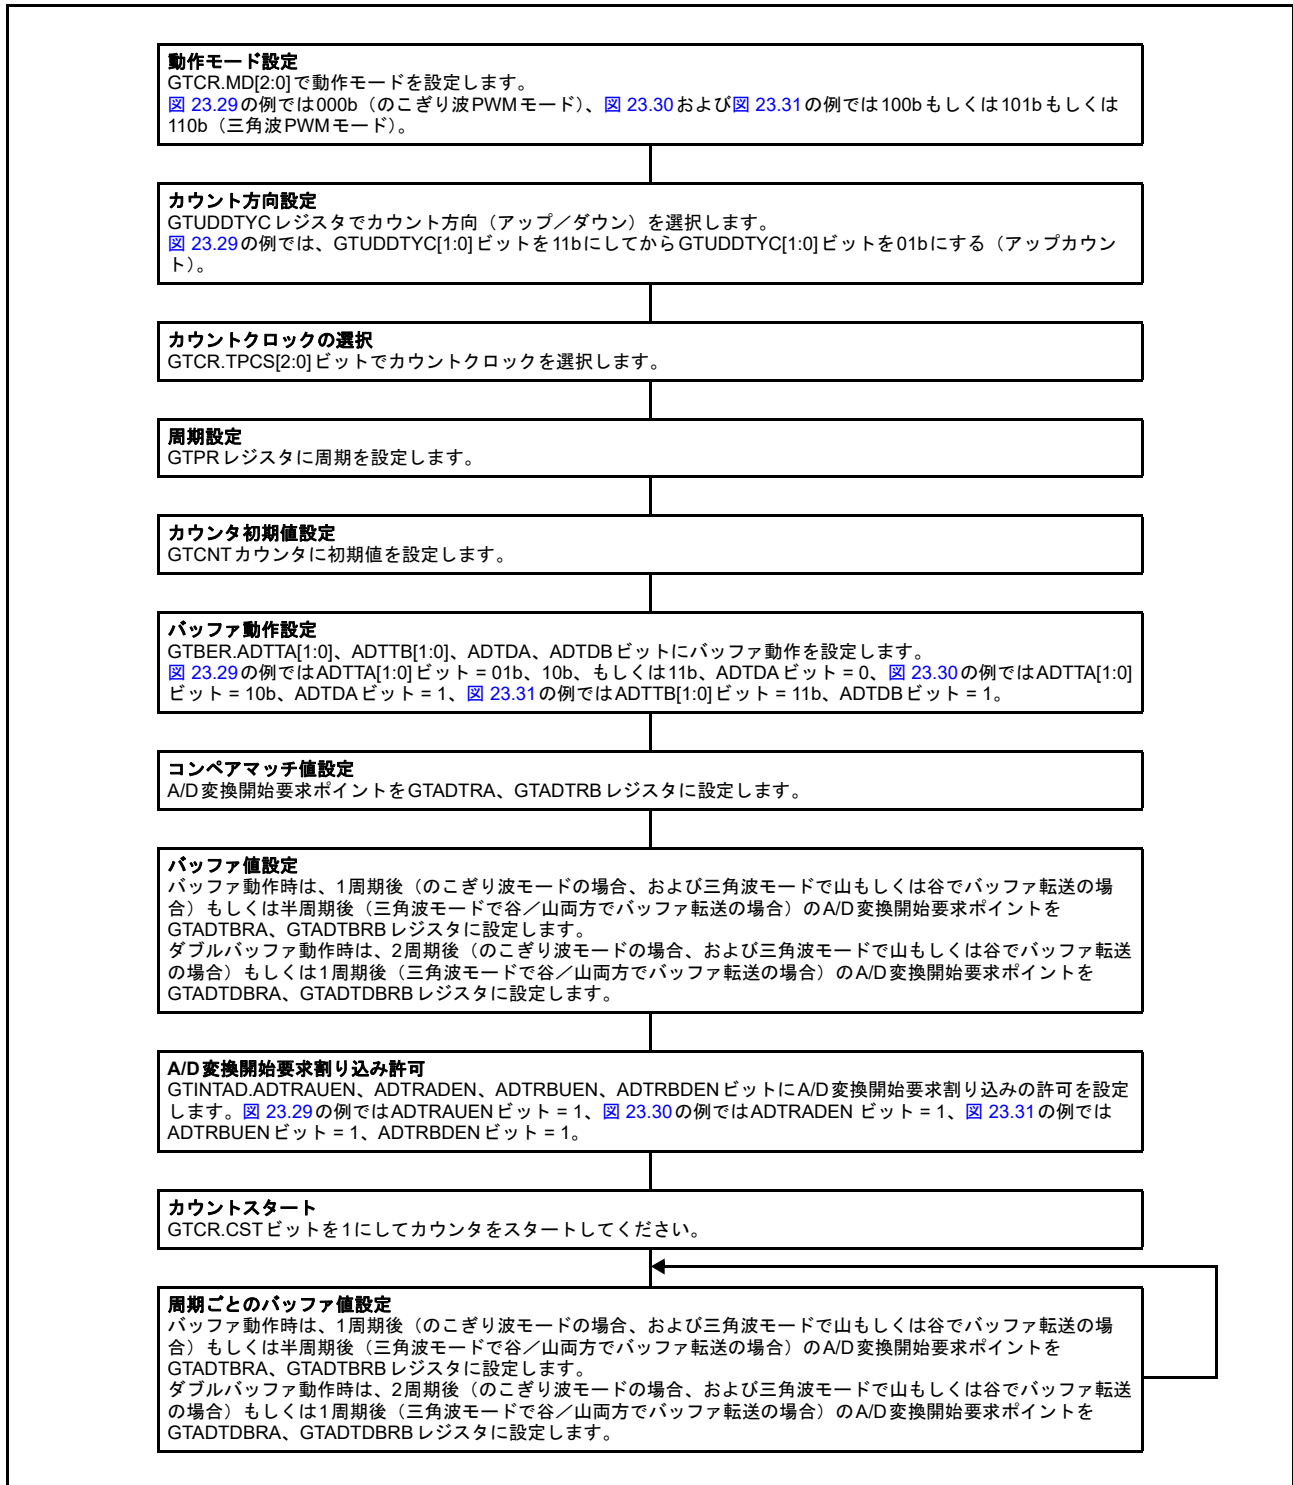 動作モード設定
GTCR.MD[2:0]で動作モードを設定します。
図 23.29の例では000b（のこぎり波PWMモード）、図 23.30および図 23.31の例では100bもしくは101bもしくは
110b（三角波PWMモード）。
カウント方向設定
GTUDDTYCレジスタでカウント方向（アップ／ダウン）を選択します。
図 23.29の例では、GTUDDTYC[1:0]ビットを11bにしてからGTUDDTYC[1:0]ビットを01bにする（アップカウン
ト）。
カウントクロックの選択
GTCR.TPCS[2:0]ビットでカウントクロックを選択します。
周期設定
GTPRレジスタに周期を設定します。
カウンタ初期値設定
GTCNTカウンタに初期値を設定します。
バッファ動作設定
GTBER.ADTTA[1:0]、ADTTB[1:0]、ADTDA、ADTDBビットにバッファ動作を設定します。
図 23.29の例ではADTTA[1:0]ビット = 01b、10b、もしくは11b、ADTDAビット = 0、図 23.30の例ではADTTA[1:0]
ビット = 10b、ADTDAビット = 1、図 23.31の例ではADTTB[1:0]ビット = 11b、ADTDBビット = 1。
コンペアマッチ値設定
A/D変換開始要求ポイントをGTADTRA、GTADTRBレジスタに設定します。
バッファ値設定
バッファ動作時は、1周期後（のこぎり波モードの場合、および三角波モードで山もしくは谷でバッファ転送の場
合）もしくは半周期後（三角波モードで谷／山両方でバッファ転送の場合）のA/D変換開始要求ポイントを
GTADTBRA、GTADTBRBレジスタに設定します。
ダブルバッファ動作時は、2周期後（のこぎり波モードの場合、および三角波モードで山もしくは谷でバッファ転送
の場合）もしくは1周期後（三角波モードで谷／山両方でバッファ転送の場合）のA/D変換開始要求ポイントを
GTADTDBRA、GTADTDBRBレジスタに設定します。
A/D変換開始要求割り込み許可
GTINTAD.ADTRAUEN、ADTRADEN、ADTRBUEN、ADTRBDENビットにA/D変換開始要求割り込みの許可を設定
します。図 23.29の例ではADTRAUENビット = 1、図 23.30の例ではADTRADEN ビット = 1、図 23.31の例では
ADTRBUENビット = 1、ADTRBDENビット = 1。
カウントスタート
GTCR.CSTビットを1にしてカウンタをスタートしてください。
周期ごとのバッファ値設定
バッファ動作時は、1周期後（のこぎり波モードの場合、および三角波モードで山もしくは谷でバッファ転送の場
合）もしくは半周期後（三角波モードで谷／山両方でバッファ転送の場合）のA/D変換開始要求ポイントを
GTADTBRA、GTADTBRBレジスタに設定します。
ダブルバッファ動作時は、2周期後（のこぎり波モードの場合、および三角波モードで山もしくは谷でバッファ転送
の場合）もしくは1周期後（三角波モードで谷／山両方でバッファ転送の場合）のA/D変換開始要求ポイントを
GTADTDBRA、GTADTDBRBレジスタに設定します。